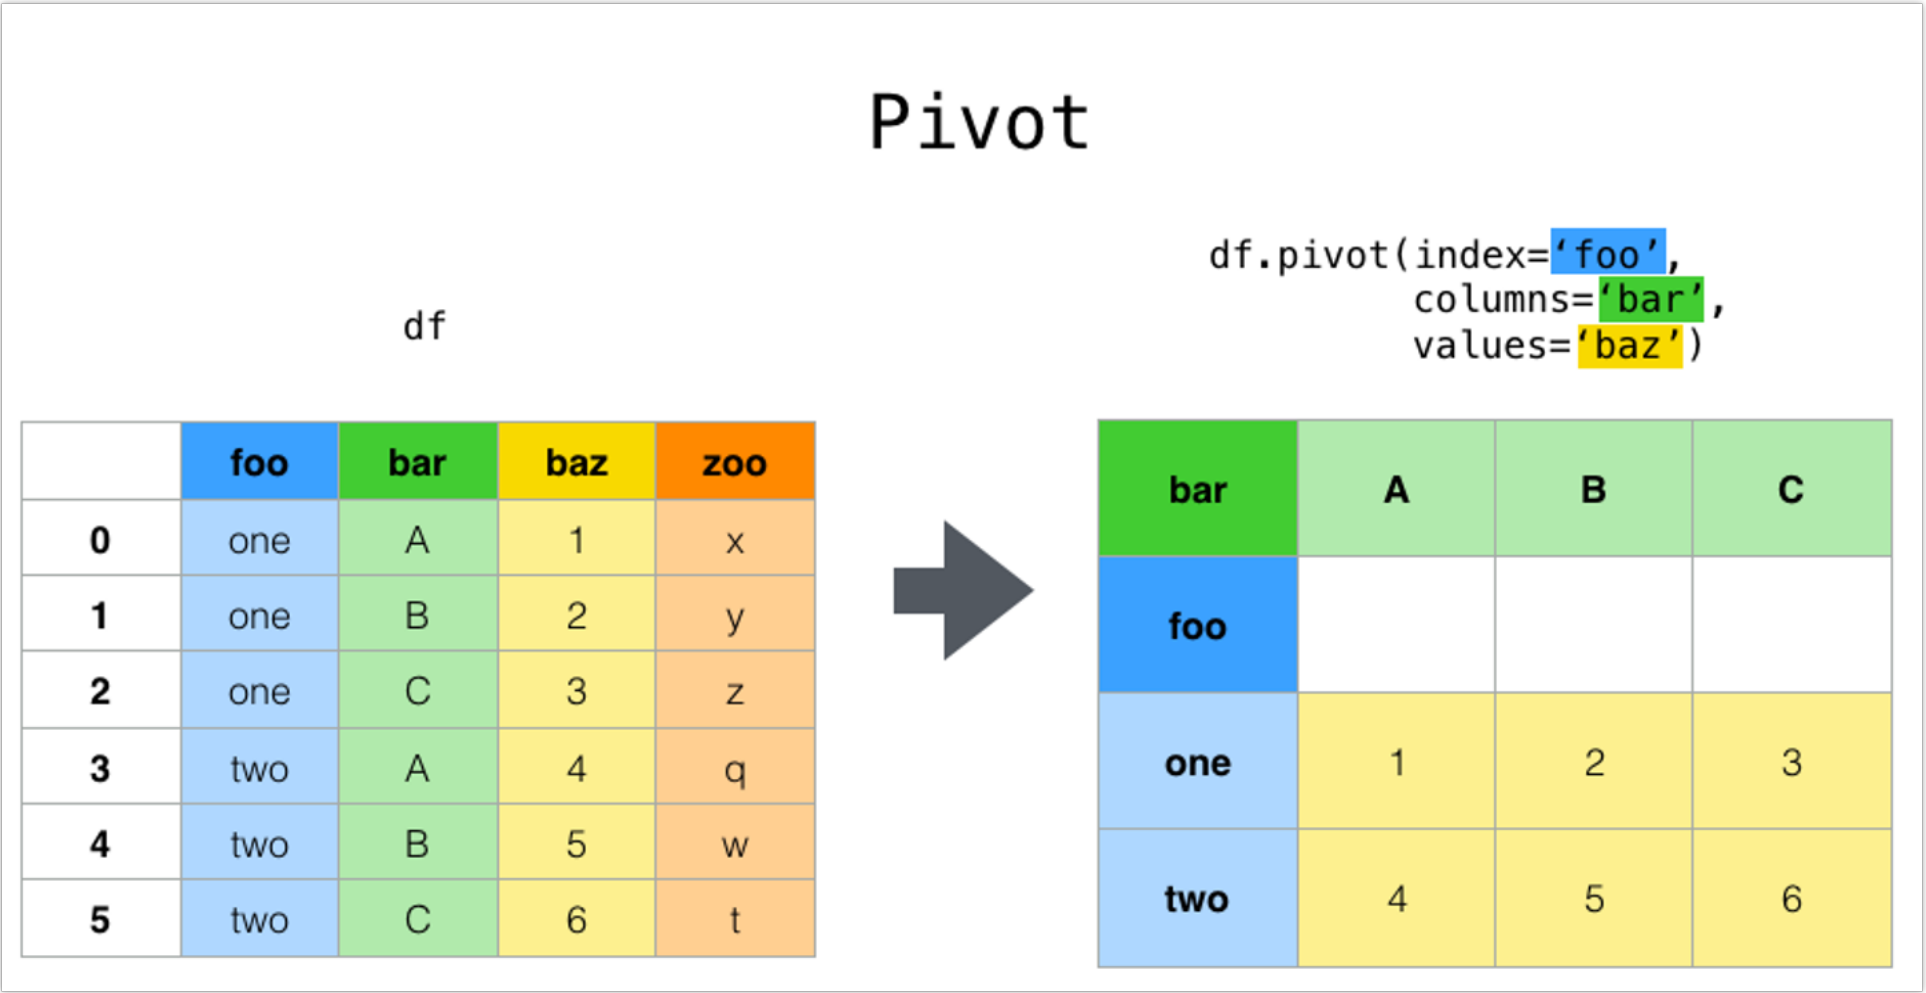 Pivot
df.pivot(index=‘foo’,
columns=‘bar’,
values=‘baz’)
df
foo bar baz zoo
0 one A 1 x
1 one B 2 y
2 one C 3 z
3 two A 4 q
4 two B 5 w
5 two C 6 t
bar A B C
foo
one 1 2 3
two 4 5 6